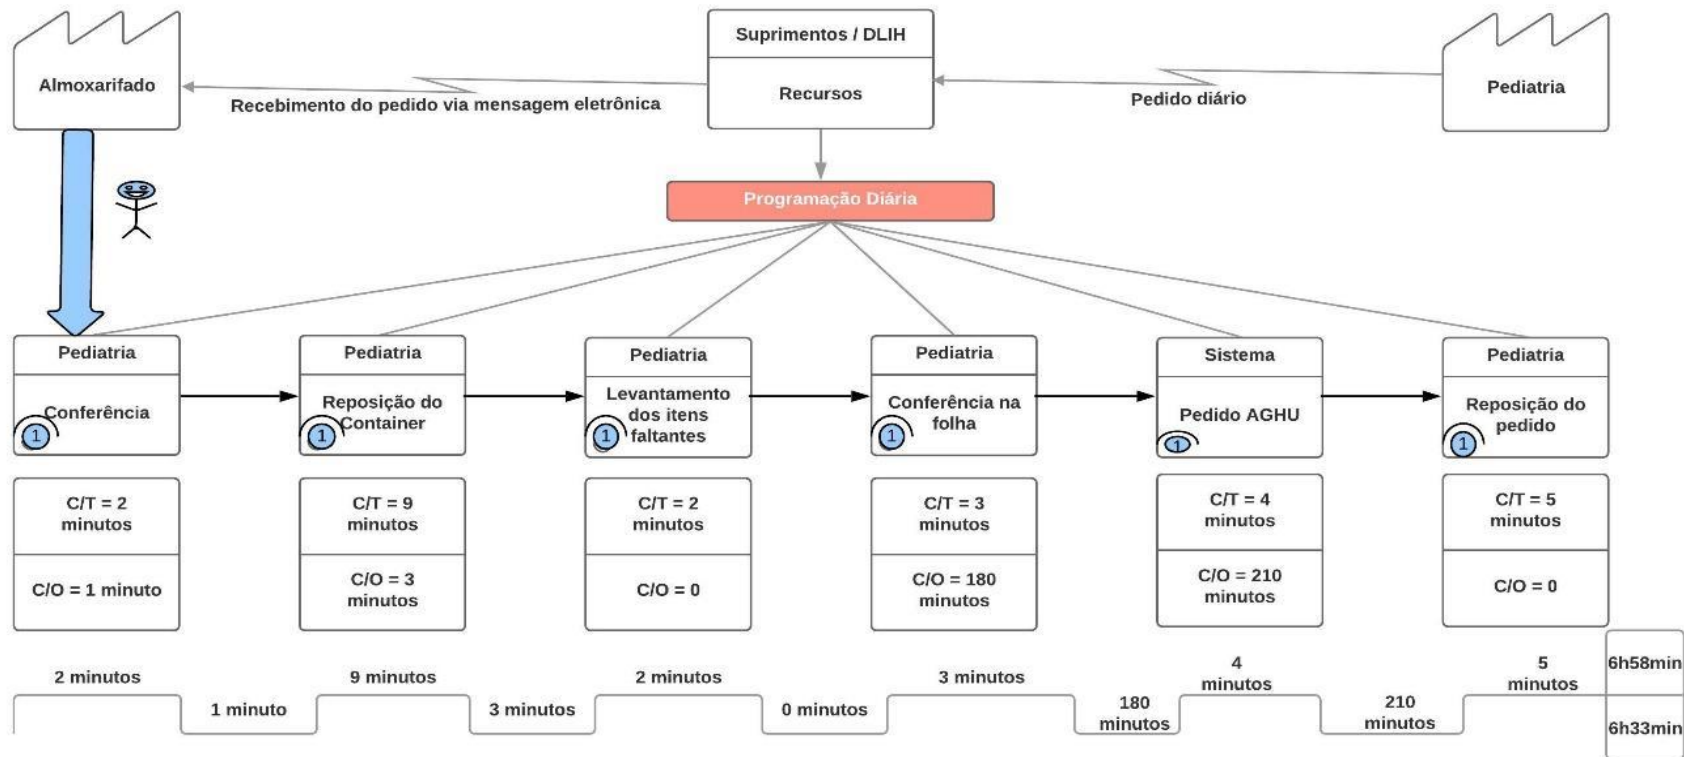 Almoxarifado
Recebimento do pedido via mensagem eletrônica
Suprimentos / DLIH
Recursos
Pedido diário
Pediatria
Programação Diária
Pediatria
Conferência
1
Pediatria
Reposição do
Container
1
Pediatria
Levantamento
dos itens
faltantes
1
Pediatria
Conferência na
folha
1
Sistema
Pedido AGHU
1
Pediatria
Reposição do
pedido
1
C/T = 2
minutos
C/O = 1 minuto
C/T = 9
minutos
C/O = 3
minutos
C/T = 2
minutos
C/O = 0
C/T = 3
minutos
C/O = 180
minutos
C/T = 4
minutos
C/O = 210
minutos
C/T = 5
minutos
C/O = 0
2 minutos
1 minuto
9 minutos
3 minutos
2 minutos
0 minutos
3 minutos
180
minutos
4
minutos
210
minutos
5
minutos
6h58min
6h33min